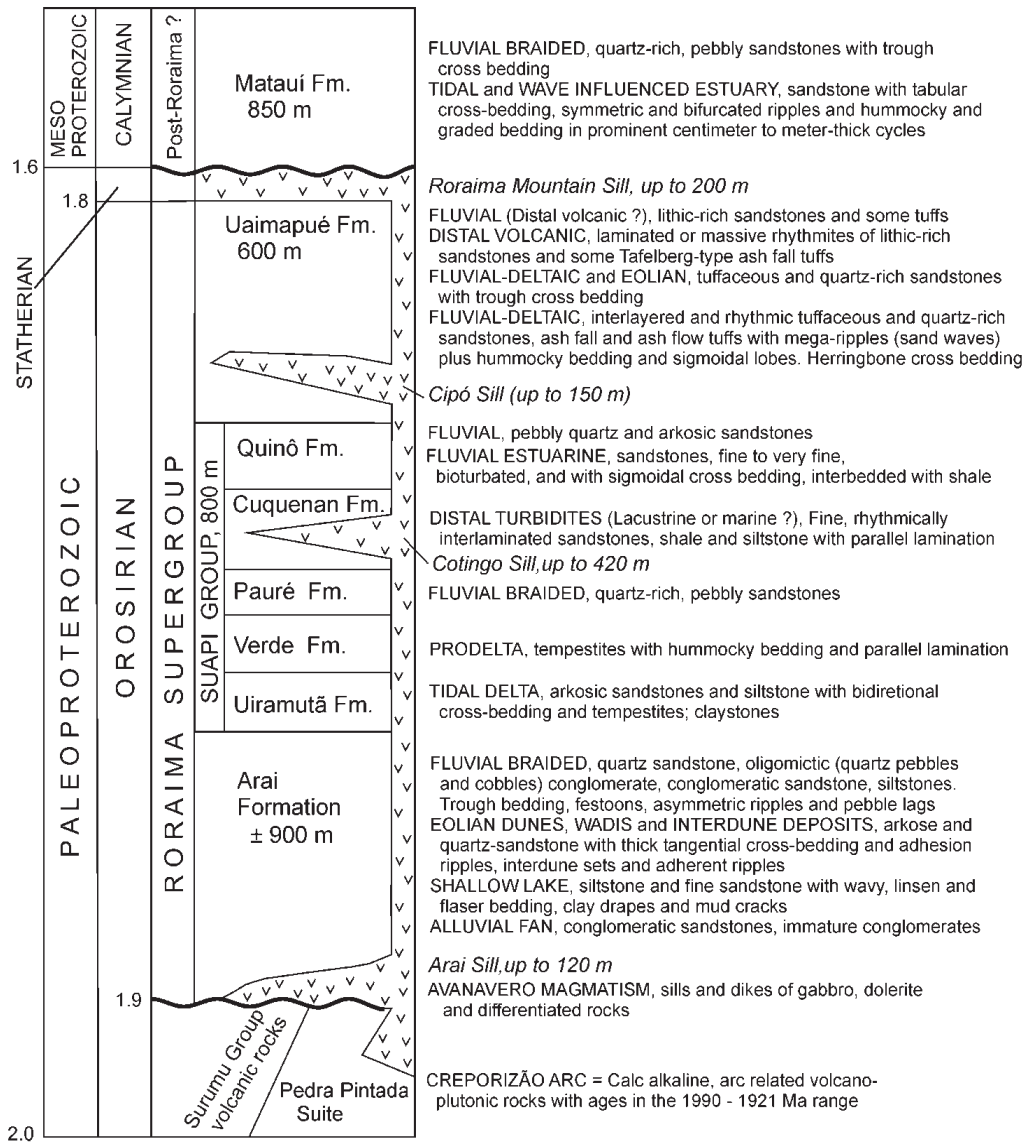 MESO
PROTEROZOIC
CALYMNIAN
Post-Roraima ?
Matauí Fm.
850 m
FLUVIAL BRAIDED, quartz-rich, pebbly sandstones with trough
cross bedding
TIDAL and WAVE INFLUENCED ESTUARY, sandstone with tabular
cross-bedding, symmetric and bifurcated ripples and hummocky and
graded bedding in prominent centimeter to meter-thick cycles
1.6
Roraima Mountain Sill, up to 200 m
1.8
STATHERIAN
Uaimapué Fm.
600 m
FLUVIAL (Distal volcanic ?), lithic-rich sandstones and some tuffs
DISTAL VOLCANIC, laminated or massive rhythmites of lithic-rich
sandstones and some Tafelberg-type ash fall tuffs
FLUVIAL-DELTAIC and EOLIAN, tuffaceous and quartz-rich sandstones
with trough cross bedding
FLUVIAL-DELTAIC, interlayered and rhythmic tuffaceous and quartz-rich
sandstones, ash fall and ash flow tuffs with mega-ripples (sand waves)
plus hummocky bedding and sigmoidal lobes. Herringbone cross bedding
Cipó Sill (up to 150 m)
PALEOPROTEROZOIC
OROSIRIAN
RORAIMA SUPERGROUP
SUAPI GROUP, 800 m
Quinô Fm.
FLUVIAL, pebbly quartz and arkosic sandstones
FLUVIAL ESTUARINE, sandstones, fine to very fine,
bioturbated, and with sigmoidal cross bedding, interbedded with shale
Cuquenan Fm.
DISTAL TURBIDITES (Lacustrine or marine ?), Fine, rhythmically
interlaminated sandstones, shale and siltstone with parallel lamination
Cotingo Sill,up to 420 m
Pauré Fm.
FLUVIAL BRAIDED, quartz-rich, pebbly sandstones
Verde Fm.
PRODELTA, tempestites with hummocky bedding and parallel lamination
Uiramutã Fm.
TIDAL DELTA, arkosic sandstones and siltstone with bidiretional
cross-bedding and tempestites; claystones
Arai
Formation
± 900 m
FLUVIAL BRAIDED, quartz sandstone, oligomictic (quartz pebbles
and cobbles) conglomerate, conglomeratic sandstone, siltstones.
Trough bedding, festoons, asymmetric ripples and pebble lags
EOLIAN DUNES, WADIS and INTERDUNE DEPOSITS, arkose and
quartz-sandstone with thick tangential cross-bedding and adhesion
ripples, interdune sets and adherent ripples
SHALLOW LAKE, siltstone and fine sandstone with wavy, linsen and
flaser bedding, clay drapes and mud cracks
ALLUVIAL FAN, conglomeratic sandstones, immature conglomerates
Arai Sill,up to 120 m
1.9
AVANAVERO MAGMATISM, sills and dikes of gabbro, dolerite
and differentiated rocks
Surumu Group
volcanic rocks
Pedra Pintada
Suite
CREPORIZÃO ARC = Calc alkaline, arc related volcano-
plutonic rocks with ages in the 1990 - 1921 Ma range
2.0